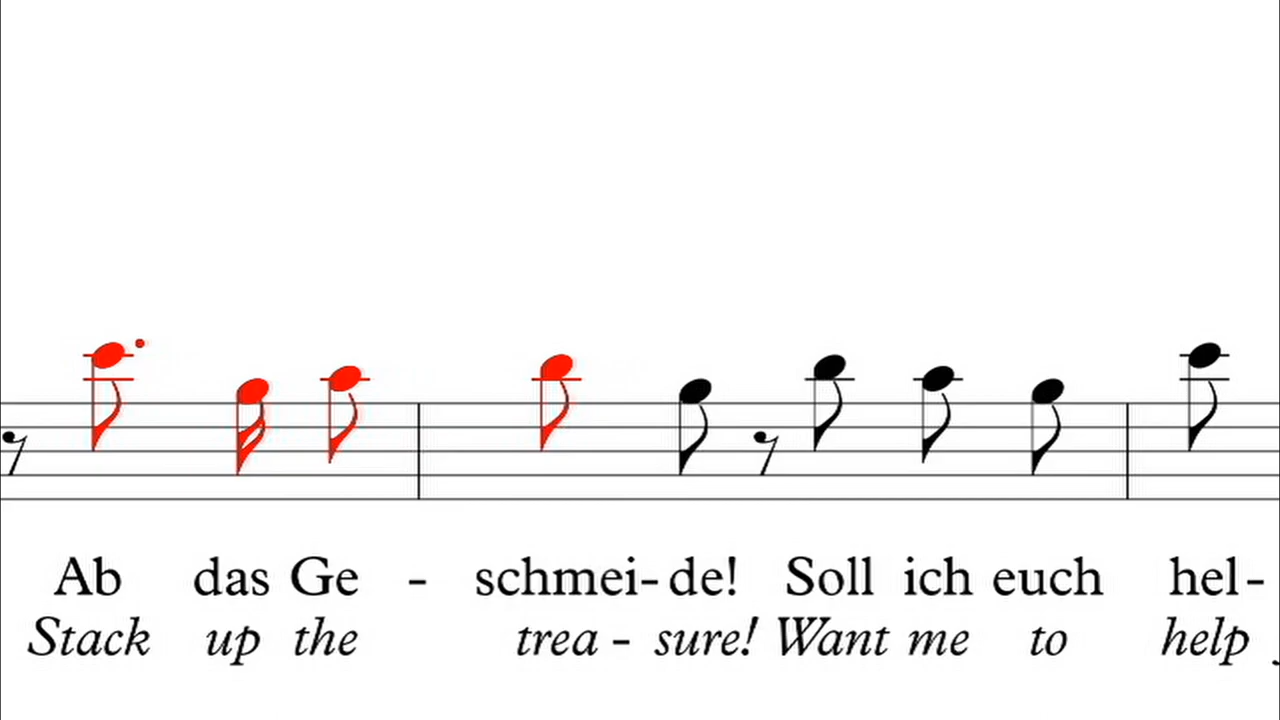 Ab das Ge - schmei- de! Soll ich euch hel-
Stack up the trea - sure! Want me to help